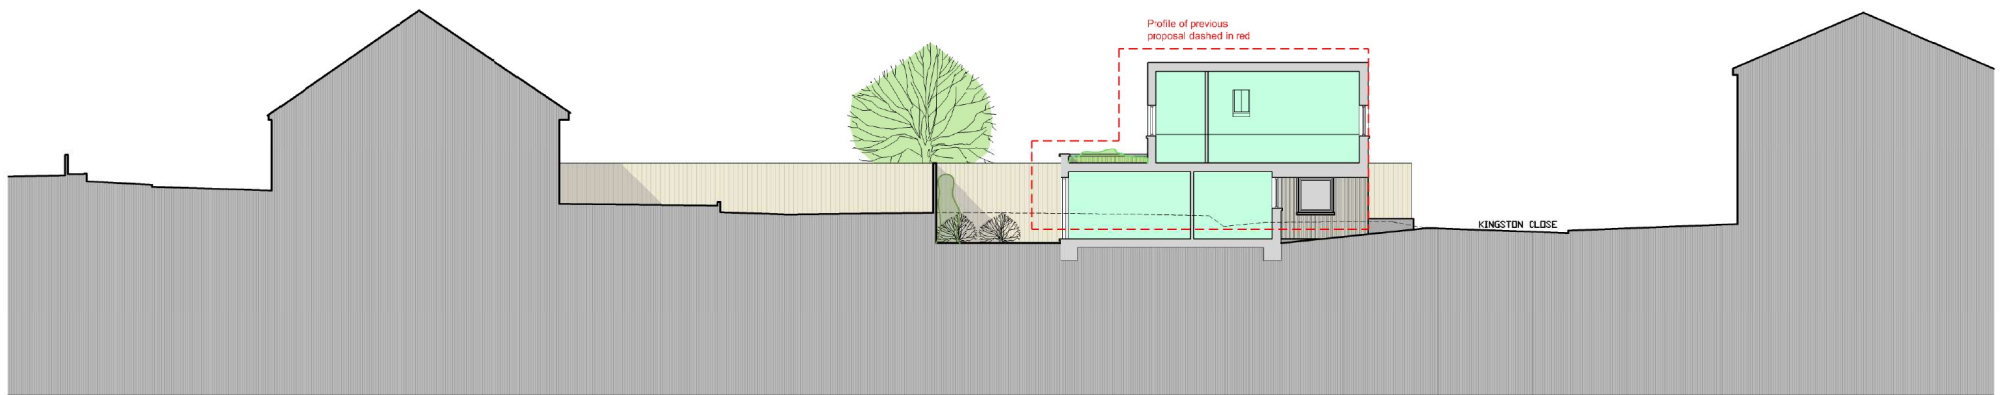 Profile of previous
proposal dashed in red
KINGSTON CLOSE